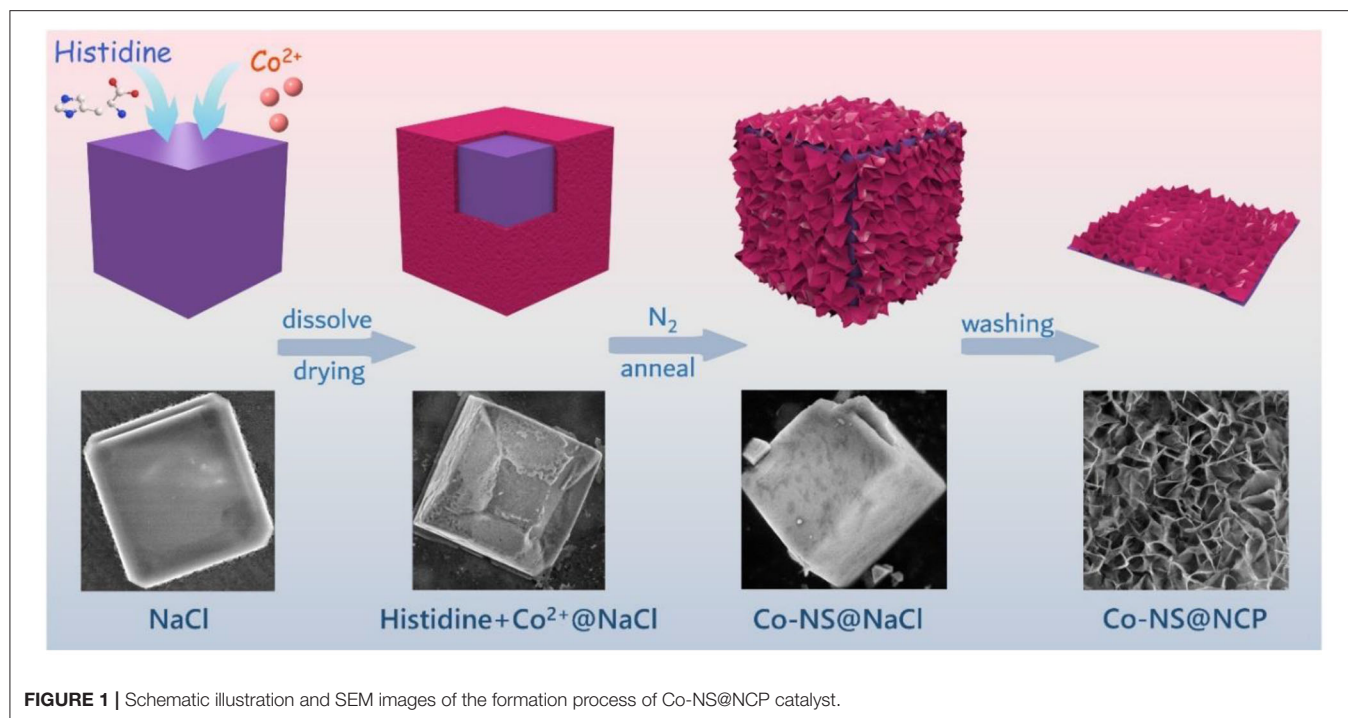 Histidine
Co²⁺
dissolve
drying
N₂
anneal
washing
NaCl
Histidine+Co²⁺@NaCl
Co-NS@NaCl
Co-NS@NCP
FIGURE 1 | Schematic illustration and SEM images of the formation process of Co-NS@NCP catalyst.